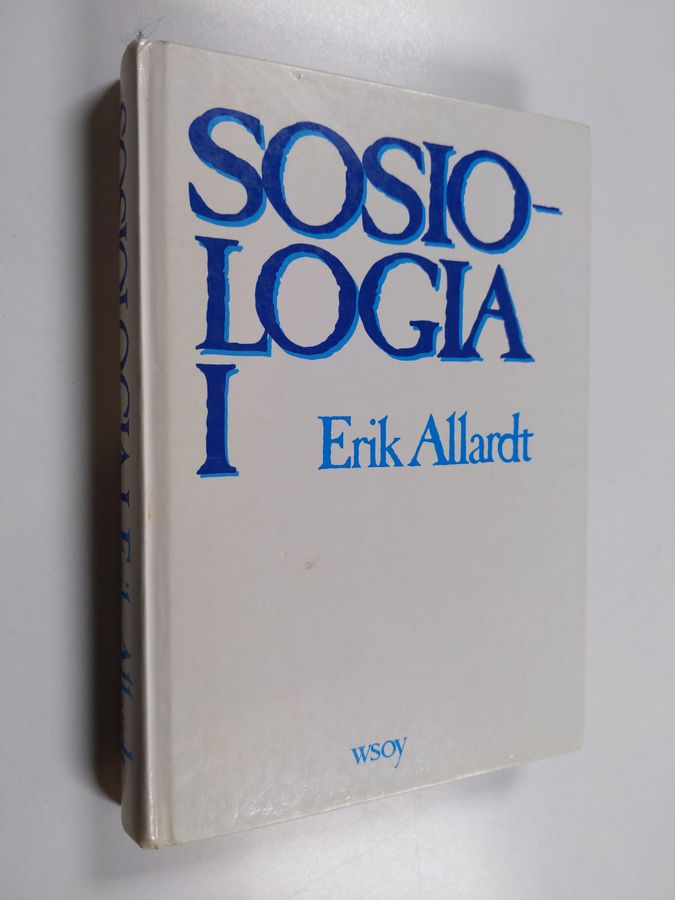 SOSIO-
LOGIA
I
Erik Allardt
wsoy
SOSIOLOGIA I Erik Allardt